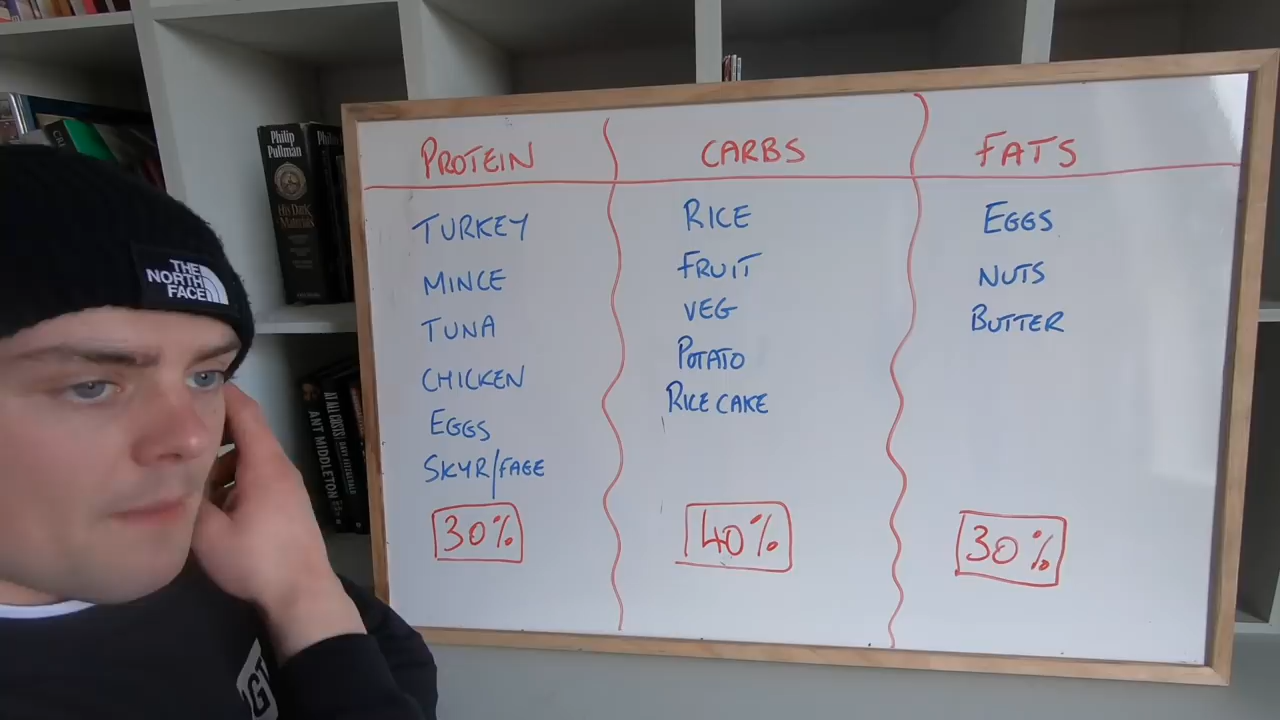 THE
NORTH
FACE
Philip
Pullman
His Dark
Materials
ANT MIDDLETON
PROTEIN
TURKEY
MINCE
TUNA
CHICKEN
EGGS
SKYR/FAGE
30%
CARBS
RICE
FRUIT
VEG
POTATO
RICE CAKE
40%
FATS
EGGS
NUTS
BUTTER
30%